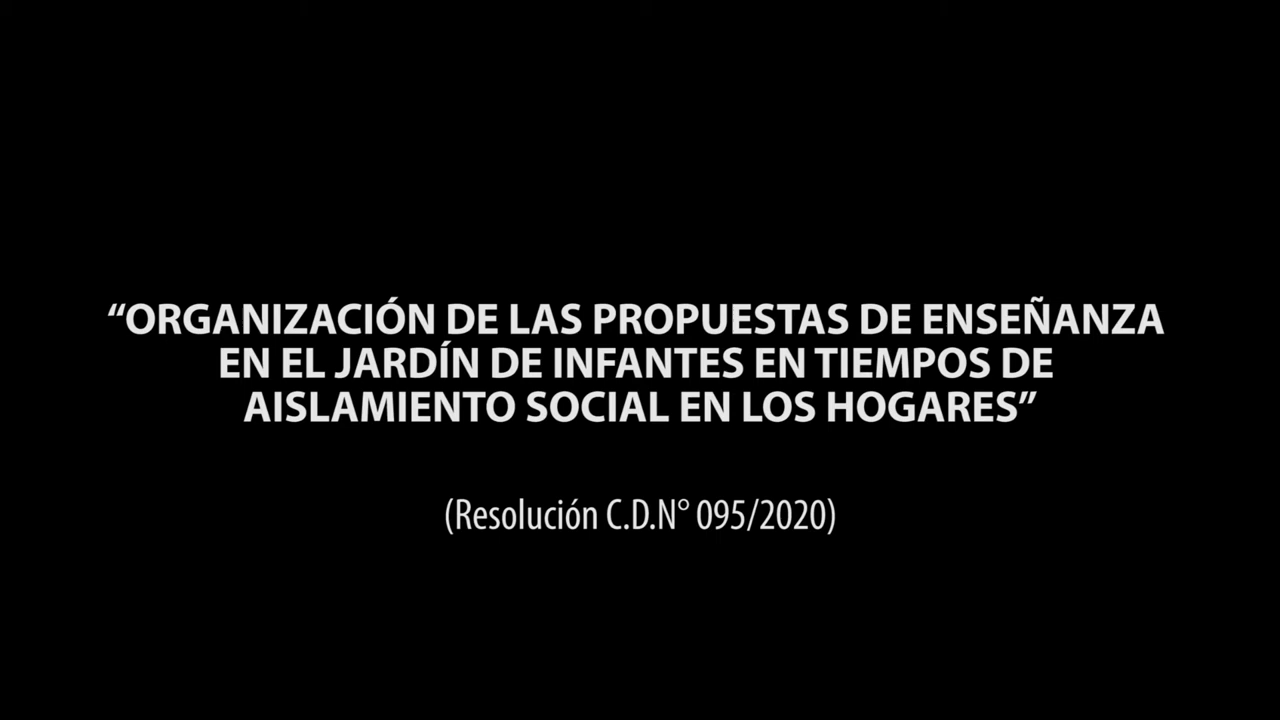 “ORGANIZACIÓN DE LAS PROPUESTAS DE ENSEÑANZA
EN EL JARDÍN DE INFANTES EN TIEMPOS DE
AISLAMIENTO SOCIAL EN LOS HOGARES”
(Resolución C.D.N° 095/2020)